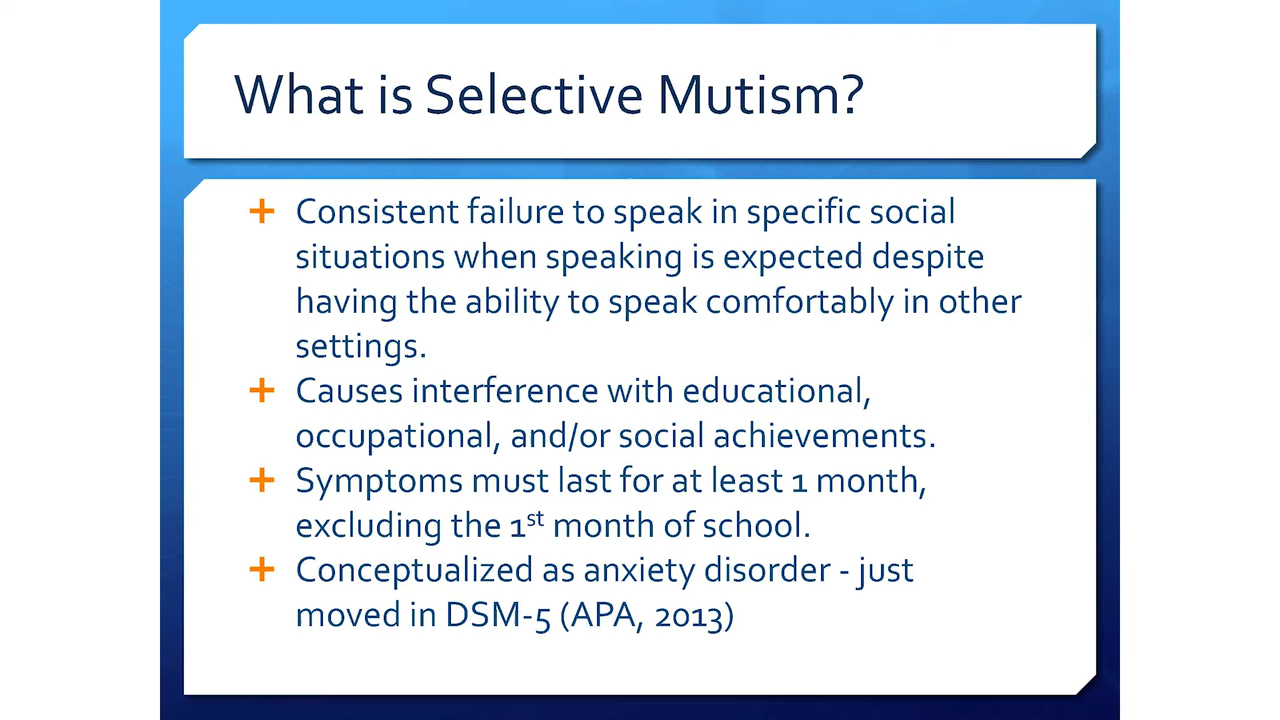 What is Selective Mutism?
+ Consistent failure to speak in specific social
situations when speaking is expected despite
having the ability to speak comfortably in other
settings.
+ Causes interference with educational,
occupational, and/or social achievements.
+ Symptoms must last for at least 1 month,
excluding the 1st month of school.
+ Conceptualized as anxiety disorder - just
moved in DSM-5 (APA, 2013)